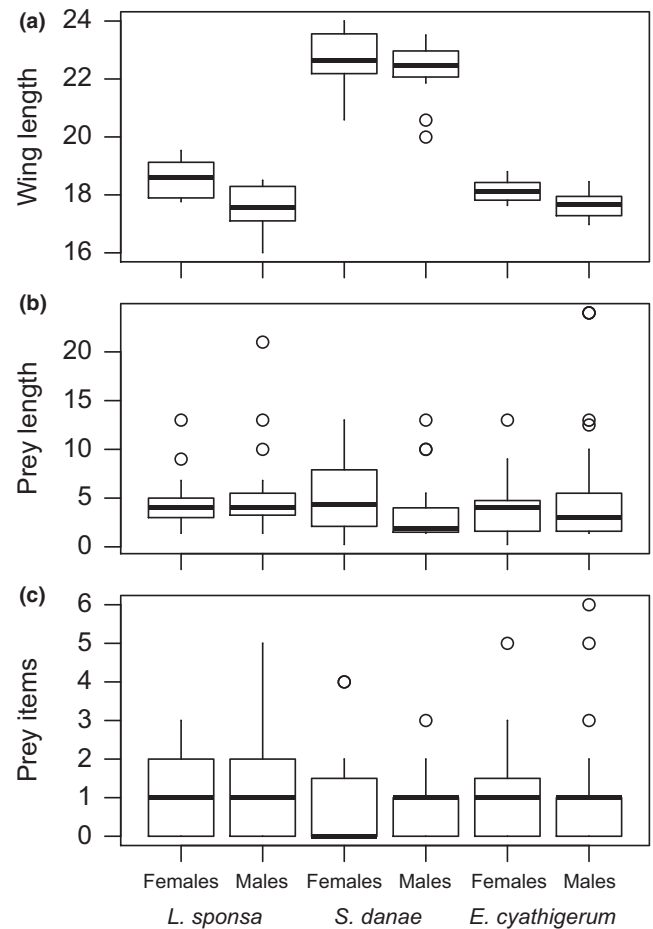 (a)
Wing length
24
22
20
18
16
(b)
Prey length
20
15
10
5
0
(c)
Prey items
6
5
4
3
2
1
0
Females Males Females Males Females Males
L. sponsa S. danae E. cyathigerum